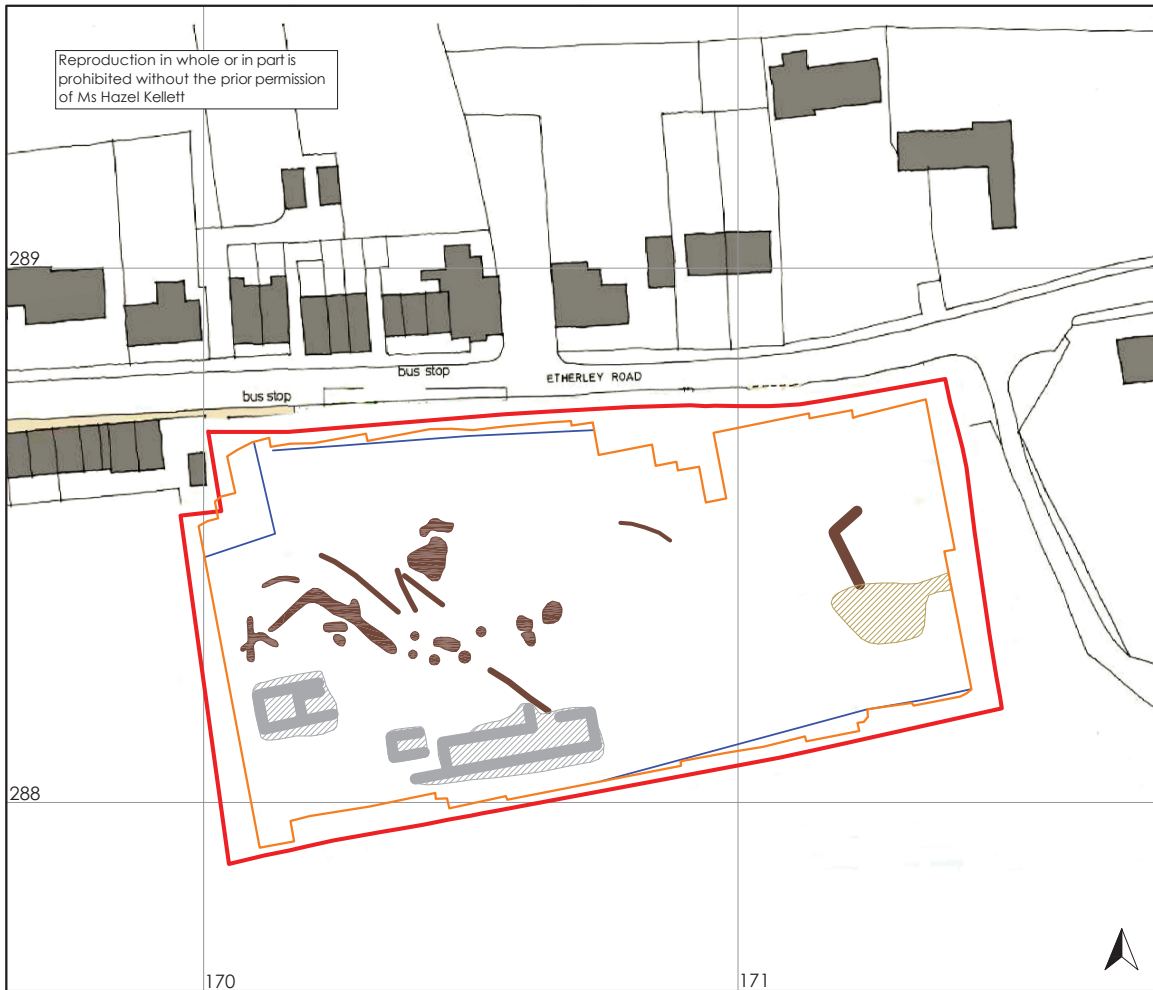 Reproduction in whole or in part is
prohibited without the prior permission
of Ms Hazel Kellett
289
bus stop
ETHERLEY ROAD
bus stop
288
170
171